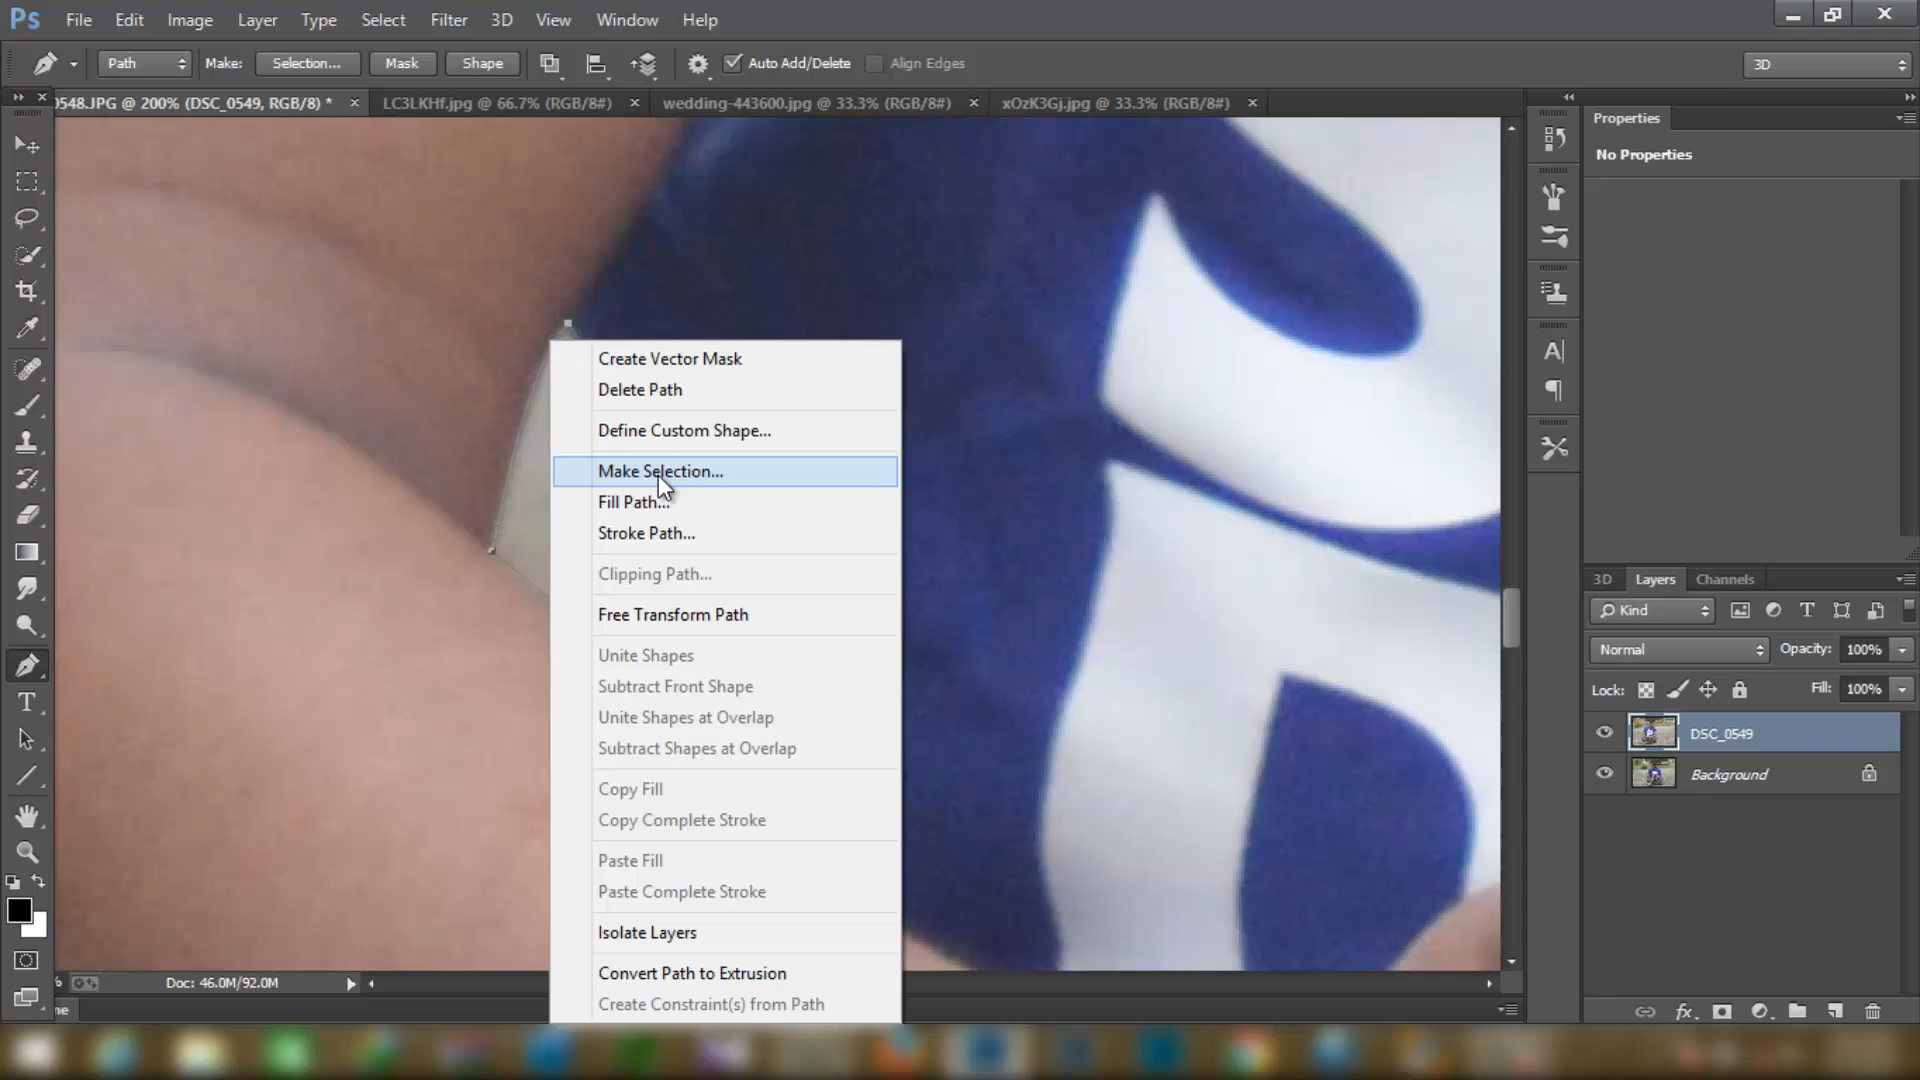 Ps File Edit Image Layer Type Select Filter 3D View Window Help
Path Make: Selection... Mask Shape Auto Add/Delete Align Edges 3D
0548.JPG @ 200% (DSC_0549, RGB/8) * LC3LKHf.jpg @ 66.7% (RGB/8#) wedding-443600.jpg @ 33.3% (RGB/8#) xOzK3Gj.jpg @ 33.3% (RGB/8#)
Properties
No Properties
Create Vector Mask
Delete Path
Define Custom Shape...
Make Selection...
Fill Path...
Stroke Path...
Clipping Path...
Free Transform Path
Unite Shapes
Subtract Front Shape
Unite Shapes at Overlap
Subtract Shapes at Overlap
Copy Fill
Copy Complete Stroke
Paste Fill
Paste Complete Stroke
Isolate Layers
Convert Path to Extrusion
Create Constraint(s) from Path
3D Layers Channels
Kind
Normal Opacity: 100%
Lock: Fill: 100%
DSC_0549
Background
% Doc: 46.0M/92.0M
ne